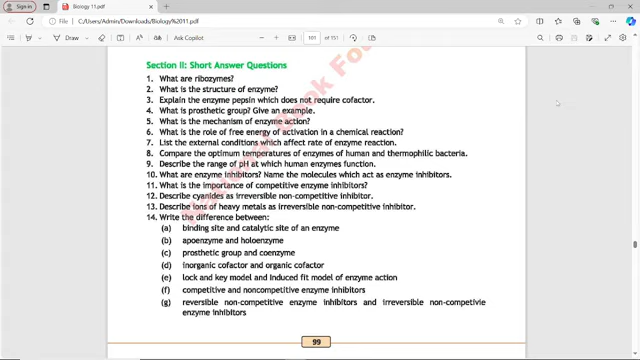 Sign in
Biology 11.pdf
C:/Users/Admin/Downloads/Biology%2011.pdf
Draw
Ask Copilot
101
of 151
Section II: Short Answer Questions
1. What are ribozymes?
2. What is the structure of enzyme?
3. Explain the enzyme pepsin which does not require cofactor.
4. What is prosthetic group? Give an example.
5. What is the mechanism of enzyme action?
6. What is the role of free energy of activation in a chemical reaction?
7. List the external conditions which affect rate of enzyme reaction.
8. Compare the optimum temperatures of enzymes of human and thermophilic bacteria.
9. Describe the range of pH at which human enzymes function.
10. What are enzyme inhibitors? Name the molecules which act as enzyme inhibitors.
11. What is the importance of competitive enzyme inhibitors?
12. Describe cyanides as irreversible non-competitive inhibitor.
13. Describe ions of heavy metals as irreversible non-competitive inhibitor.
14. Write the difference between:
(a) binding site and catalytic site of an enzyme
(b) apoenzyme and holoenzyme
(c) prosthetic group and coenzyme
(d) inorganic cofactor and organic cofactor
(e) lock and key model and Induced fit model of enzyme action
(f) competitive and noncompetitive enzyme inhibitors
(g) reversible non-competitive enzyme inhibitors and irreversible non-competivie
enzyme inhibitors
99